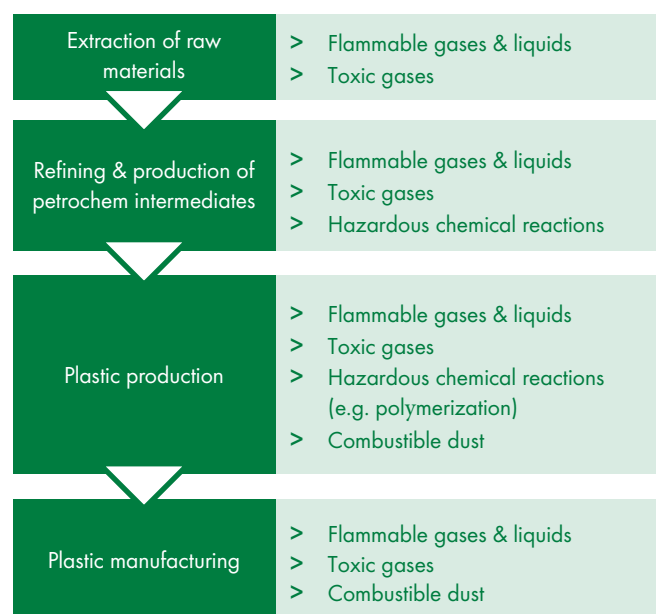 Extraction of raw
materials
> Flammable gases & liquids
> Toxic gases
Refining & production of
petrochem intermediates
> Flammable gases & liquids
> Toxic gases
> Hazardous chemical reactions
Plastic production
> Flammable gases & liquids
> Toxic gases
> Hazardous chemical reactions
(e.g. polymerization)
> Combustible dust
Plastic manufacturing
> Flammable gases & liquids
> Toxic gases
> Combustible dust